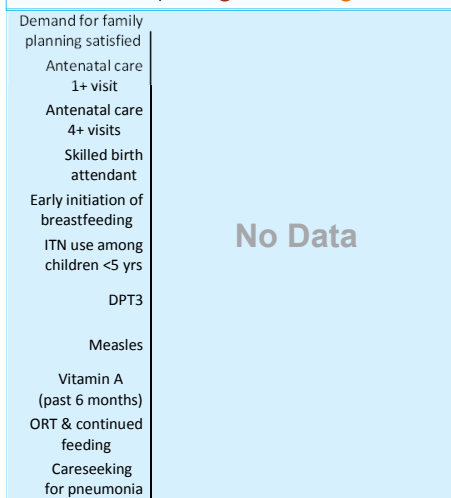 Demand for family
planning satisfied
Antenatal care
1+ visit
Antenatal care
4+ visits
Skilled birth
attendant
Early initiation of
breastfeeding
ITN use among
children <5 yrs
DPT3
Measles
Vitamin A
(past 6 months)
ORT & continued
feeding
Careseeking
for pneumonia
No Data